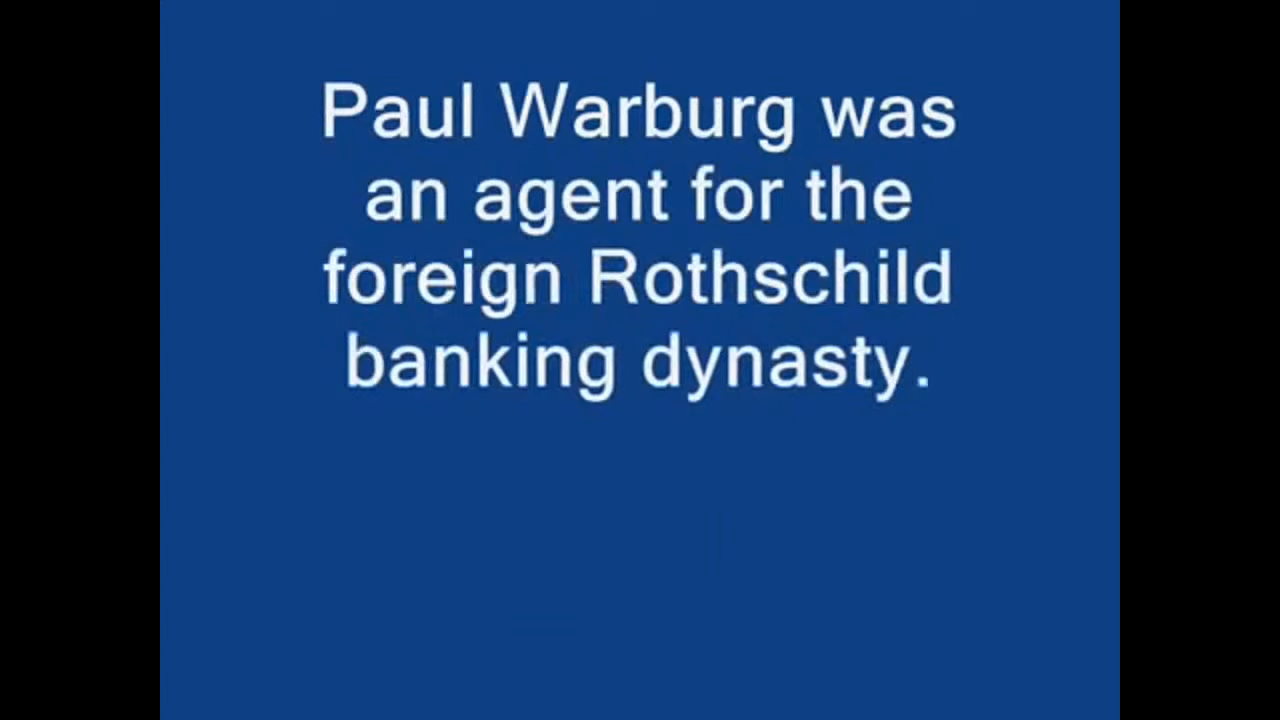 Paul Warburg was
an agent for the
foreign Rothschild
banking dynasty.